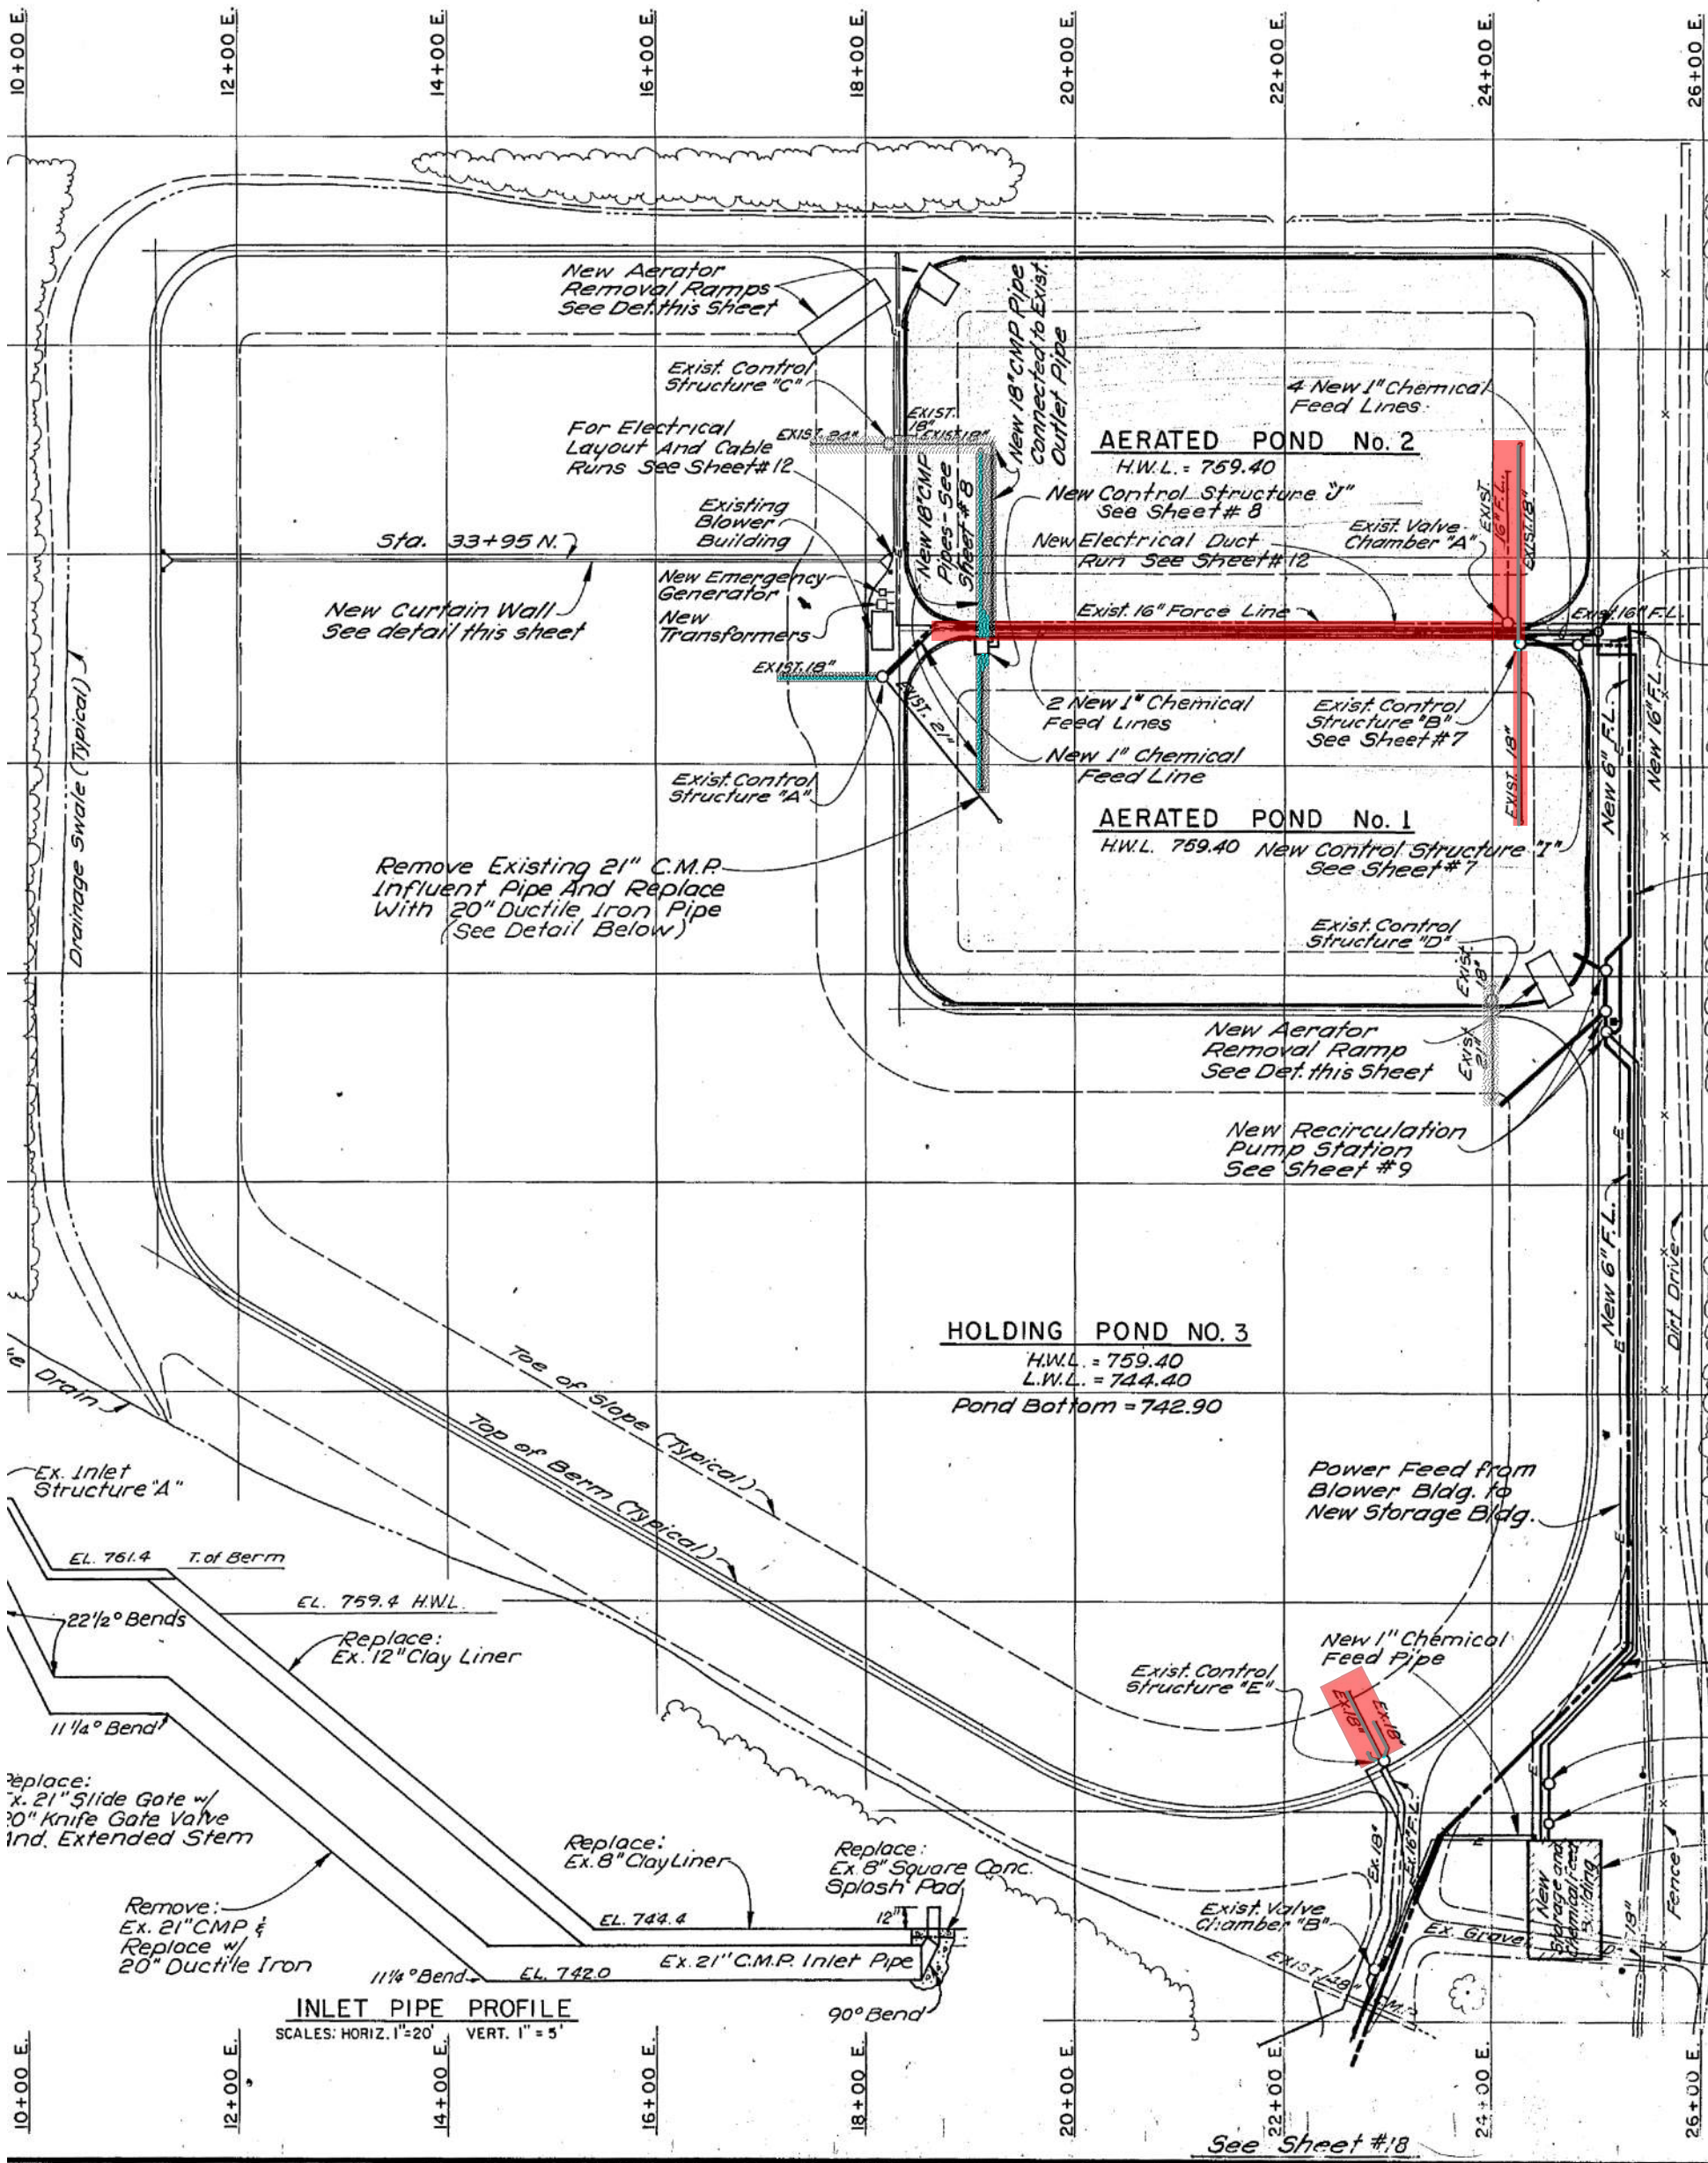 10+00 E.
12+00 E.
14+00 E.
16+00 E.
18+00 E.
20+00 E.
22+00 E.
24+00 E.
26+00 E.
New Aerator
Removal Ramps
See Det. this Sheet
New 18" CMP Pipe
Connected to Exist.
Outlet Pipe
Exist. Control
Structure "C"
4 New 1" Chemical
Feed Lines
For Electrical
Layout And Cable
Runs See Sheet #12
EXIST. 24"
EXIST.
18"
EXIST 18"
AERATED POND No. 2
H.W.L. = 759.40
New 18" CMP
Pipes - See
Sheet # 8
New Control Structure "J"
See Sheet # 8
Existing
Blower
Building
EXIST.
16" F.L.
EXIST. 18"
Exist. Valve
Chamber "A"
Sta. 33+95 N.
New Electrical Duct
Run See Sheet #12
New Emergency
Generator
New Curtain Wall
See detail this sheet
New
Transformers
Exist. 16" Force Line
Exist. 16" F.L.
EXIST. 18"
EXIST. 21"
2 New 1" Chemical
Feed Lines
Exist. Control
Structure "B"
See Sheet #7
New 6" F.L.
New 16" F.L.
Drainage Swale (Typical)
Exist. Control
Structure "A"
New 1" Chemical
Feed Line
EXIST. 18"
AERATED POND No. 1
H.W.L. 759.40
New Control Structure "I"
See Sheet #7
Remove Existing 21" C.M.P.
Influent Pipe And Replace
With 20" Ductile Iron Pipe
(See Detail Below)
Exist. Control
Structure "D"
EXIST.
18"
New Aerator
Removal Ramp
See Det. this Sheet
EXIST.
21"
New Recirculation
Pump Station
See Sheet #9
E
New 6" F.L.
E
Dirt Drive
HOLDING POND NO. 3
H.W.L. = 759.40
L.W.L. = 744.40
Pond Bottom = 742.90
Drain
Toe of Slope (Typical)
Top of Berm (Typical)
Ex. Inlet
Structure "A"
Power Feed from
Blower Bldg. to
New Storage Bldg.
E
EL. 761.4
T. of Berm
EL. 759.4 H.W.L.
22 1/2° Bends
Replace:
Ex. 12" Clay Liner
New 1" Chemical
Feed Pipe
Exist. Control
Structure "E"
Ex. 18"
Ex. 18"
11 1/4° Bend
E
Replace:
Ex. 21" Slide Gate w/
20" Knife Gate Valve
And. Extended Stem
Replace:
Ex. 8" Clay Liner
Replace:
Ex. 8" Square Conc.
Splash Pad
Ex. 18"
Ex. 16" F.L.
E
New
Storage and
Chemical Feed
Building
Remove:
Ex. 21" CMP &
Replace w/
20" Ductile Iron
EL. 744.4
12"
Exist. Valve
Chamber "B"
Ex. Gravel
18"
Fence
Ex. 21" C.M.P. Inlet Pipe
11 1/4° Bend
EL. 742.0
EXIST. 48"
90° Bend
INLET PIPE PROFILE
SCALES: HORIZ. 1"=20' VERT. 1" = 5'
10+00 E.
12+00 E.
14+00 E.
16+00 E.
18+00 E.
20+00 E.
22+00 E.
24+00 E.
26+00 E.
See Sheet #18